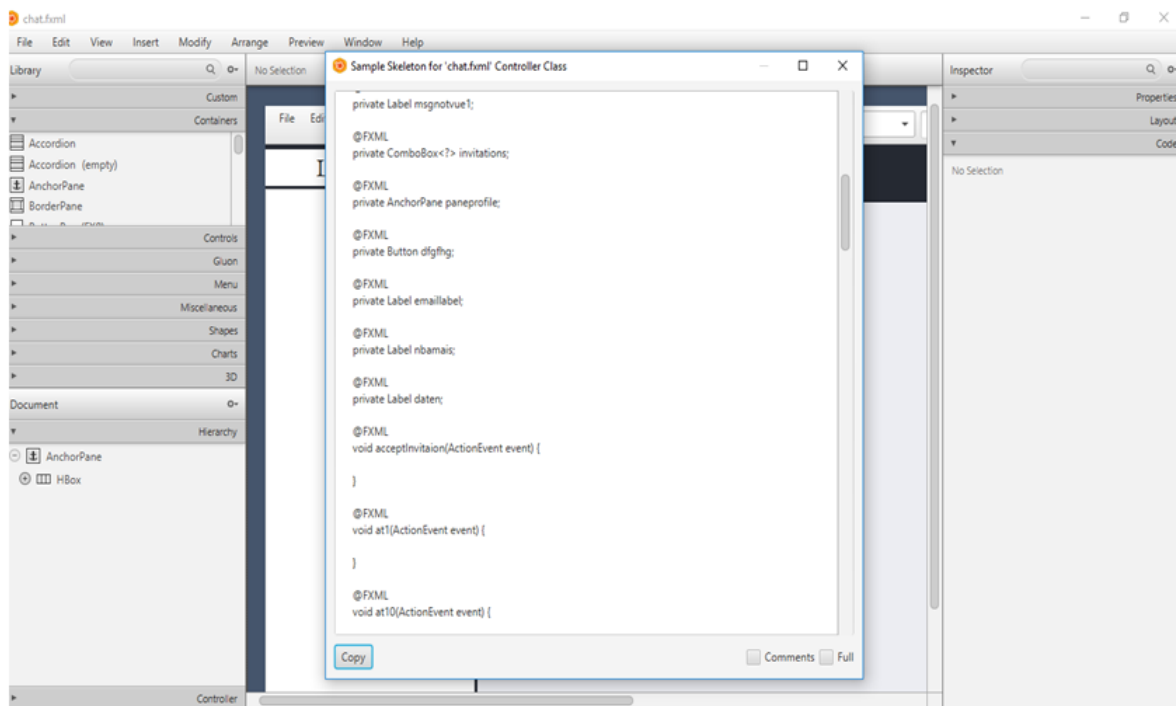 chat.fxml
File Edit View Insert Modify Arrange Preview Window Help
Library
No Selection
Custom
Containers
Accordion
Accordion (empty)
AnchorPane
BorderPane
Controls
Gluon
Menu
Miscellaneous
Shapes
Charts
3D
Document
Hierarchy
AnchorPane
HBox
Controller
File
Sample Skeleton for 'chat.fxml' Controller Class
private Label msgnotvue1;
@FXML
private ComboBox<?> invitations;
@FXML
private AnchorPane paneprofile;
@FXML
private Button dfgfhg;
@FXML
private Label emaillabel;
@FXML
private Label nbamais;
@FXML
private Label daten;
@FXML
void acceptInvitaion(ActionEvent event) {
}
@FXML
void at1(ActionEvent event) {
}
@FXML
void at10(ActionEvent event) {
Copy
Comments Full
Inspector
Properties
Layout
Code
No Selection